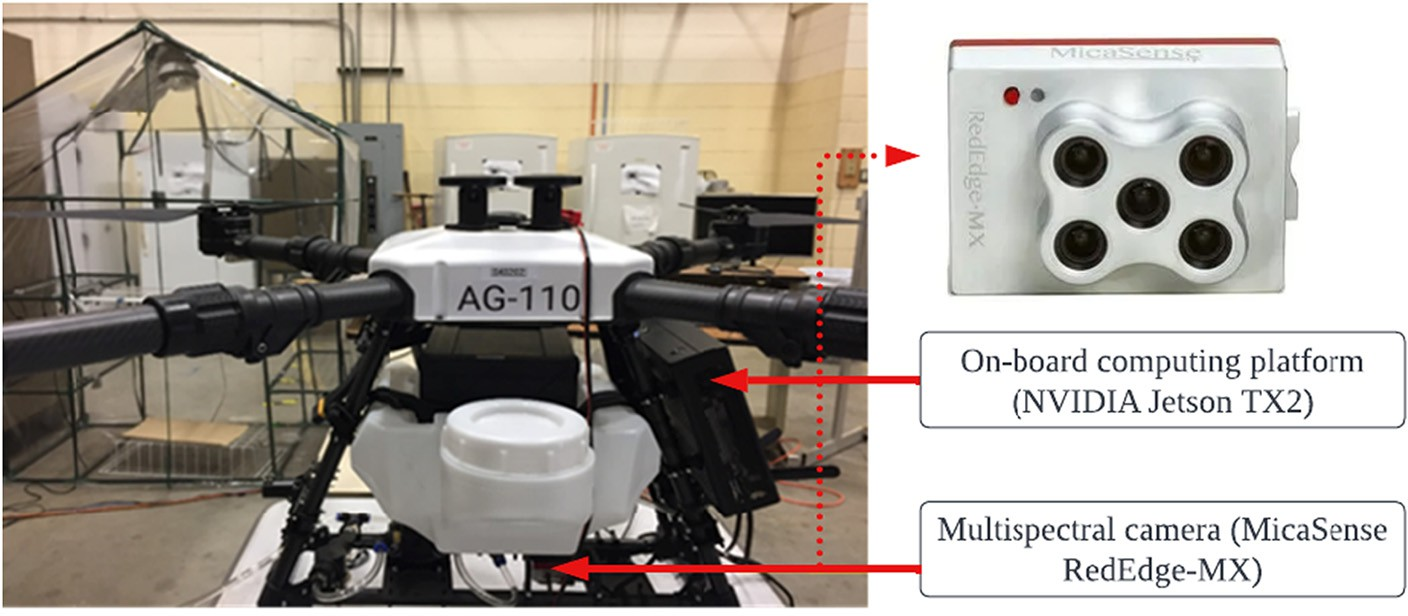 MicaSense
RedEdge-MX
AG-110
On-board computing platform
(NVIDIA Jetson TX2)
Multispectral camera (MicaSense
RedEdge-MX)